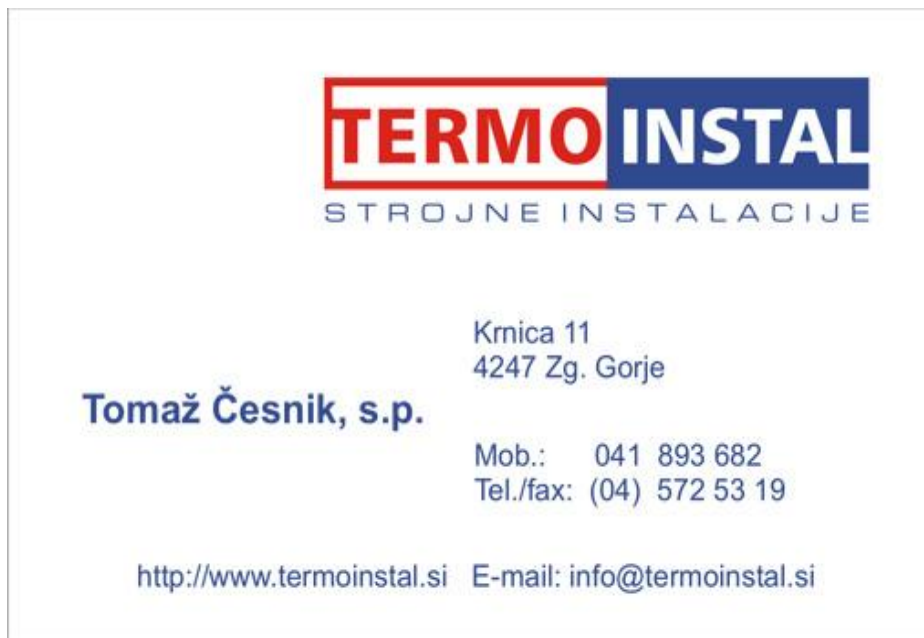 TERMO INSTAL
STROJNE INSTALACIJE
Krnica 11
4247 Zg. Gorje
Tomaž Česnik, s.p.
Mob.: 041 893 682
Tel./fax: (04) 572 53 19
http://www.termoinstal.si E-mail: info@termoinstal.si